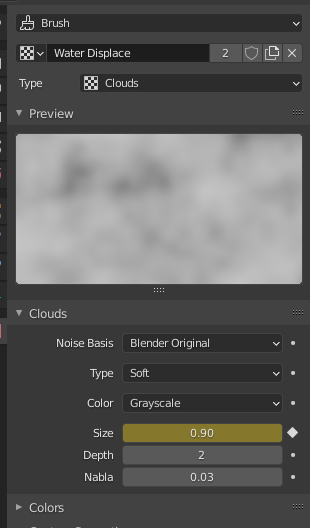 Brush
Water Displace 2
Type Clouds
Preview
Clouds
Noise Basis Blender Original
Type Soft
Color Grayscale
Size 0.90
Depth 2
Nabla 0.03
Colors